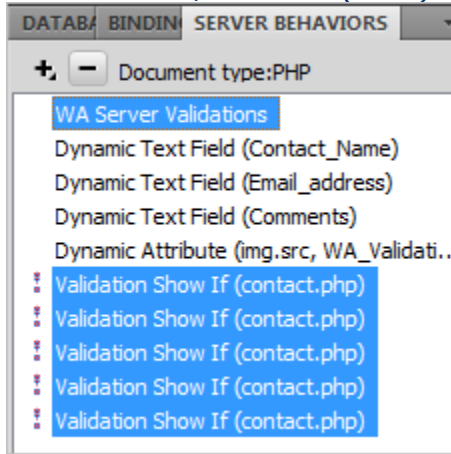 DATABA BINDIN SERVER BEHAVIORS
Document type:PHP
WA Server Validations
Dynamic Text Field (Contact_Name)
Dynamic Text Field (Email_address)
Dynamic Text Field (Comments)
Dynamic Attribute (img.src, WA_Validati...
Validation Show If (contact.php)
Validation Show If (contact.php)
Validation Show If (contact.php)
Validation Show If (contact.php)
Validation Show If (contact.php)